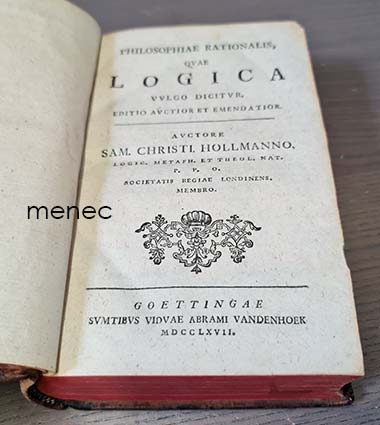 PHILOSOPHIAE RATIONALIS,
QVAE
LOGICA
VVLGO DICITVR,
EDITIO AVCTIOR ET EMENDATIOR.
AVCTORE
SAM. CHRISTI. HOLLMANNO,
LOGIC. METAPH. ET THEOL. NAT.
P. P. O.
SOCIETATIS REGIAE LONDINENS.
MEMBRO.
menec
GOETTINGAE
SVMTIBVS VIDVAE ABRAMI VANDENHOEK
MDCCLXVII.